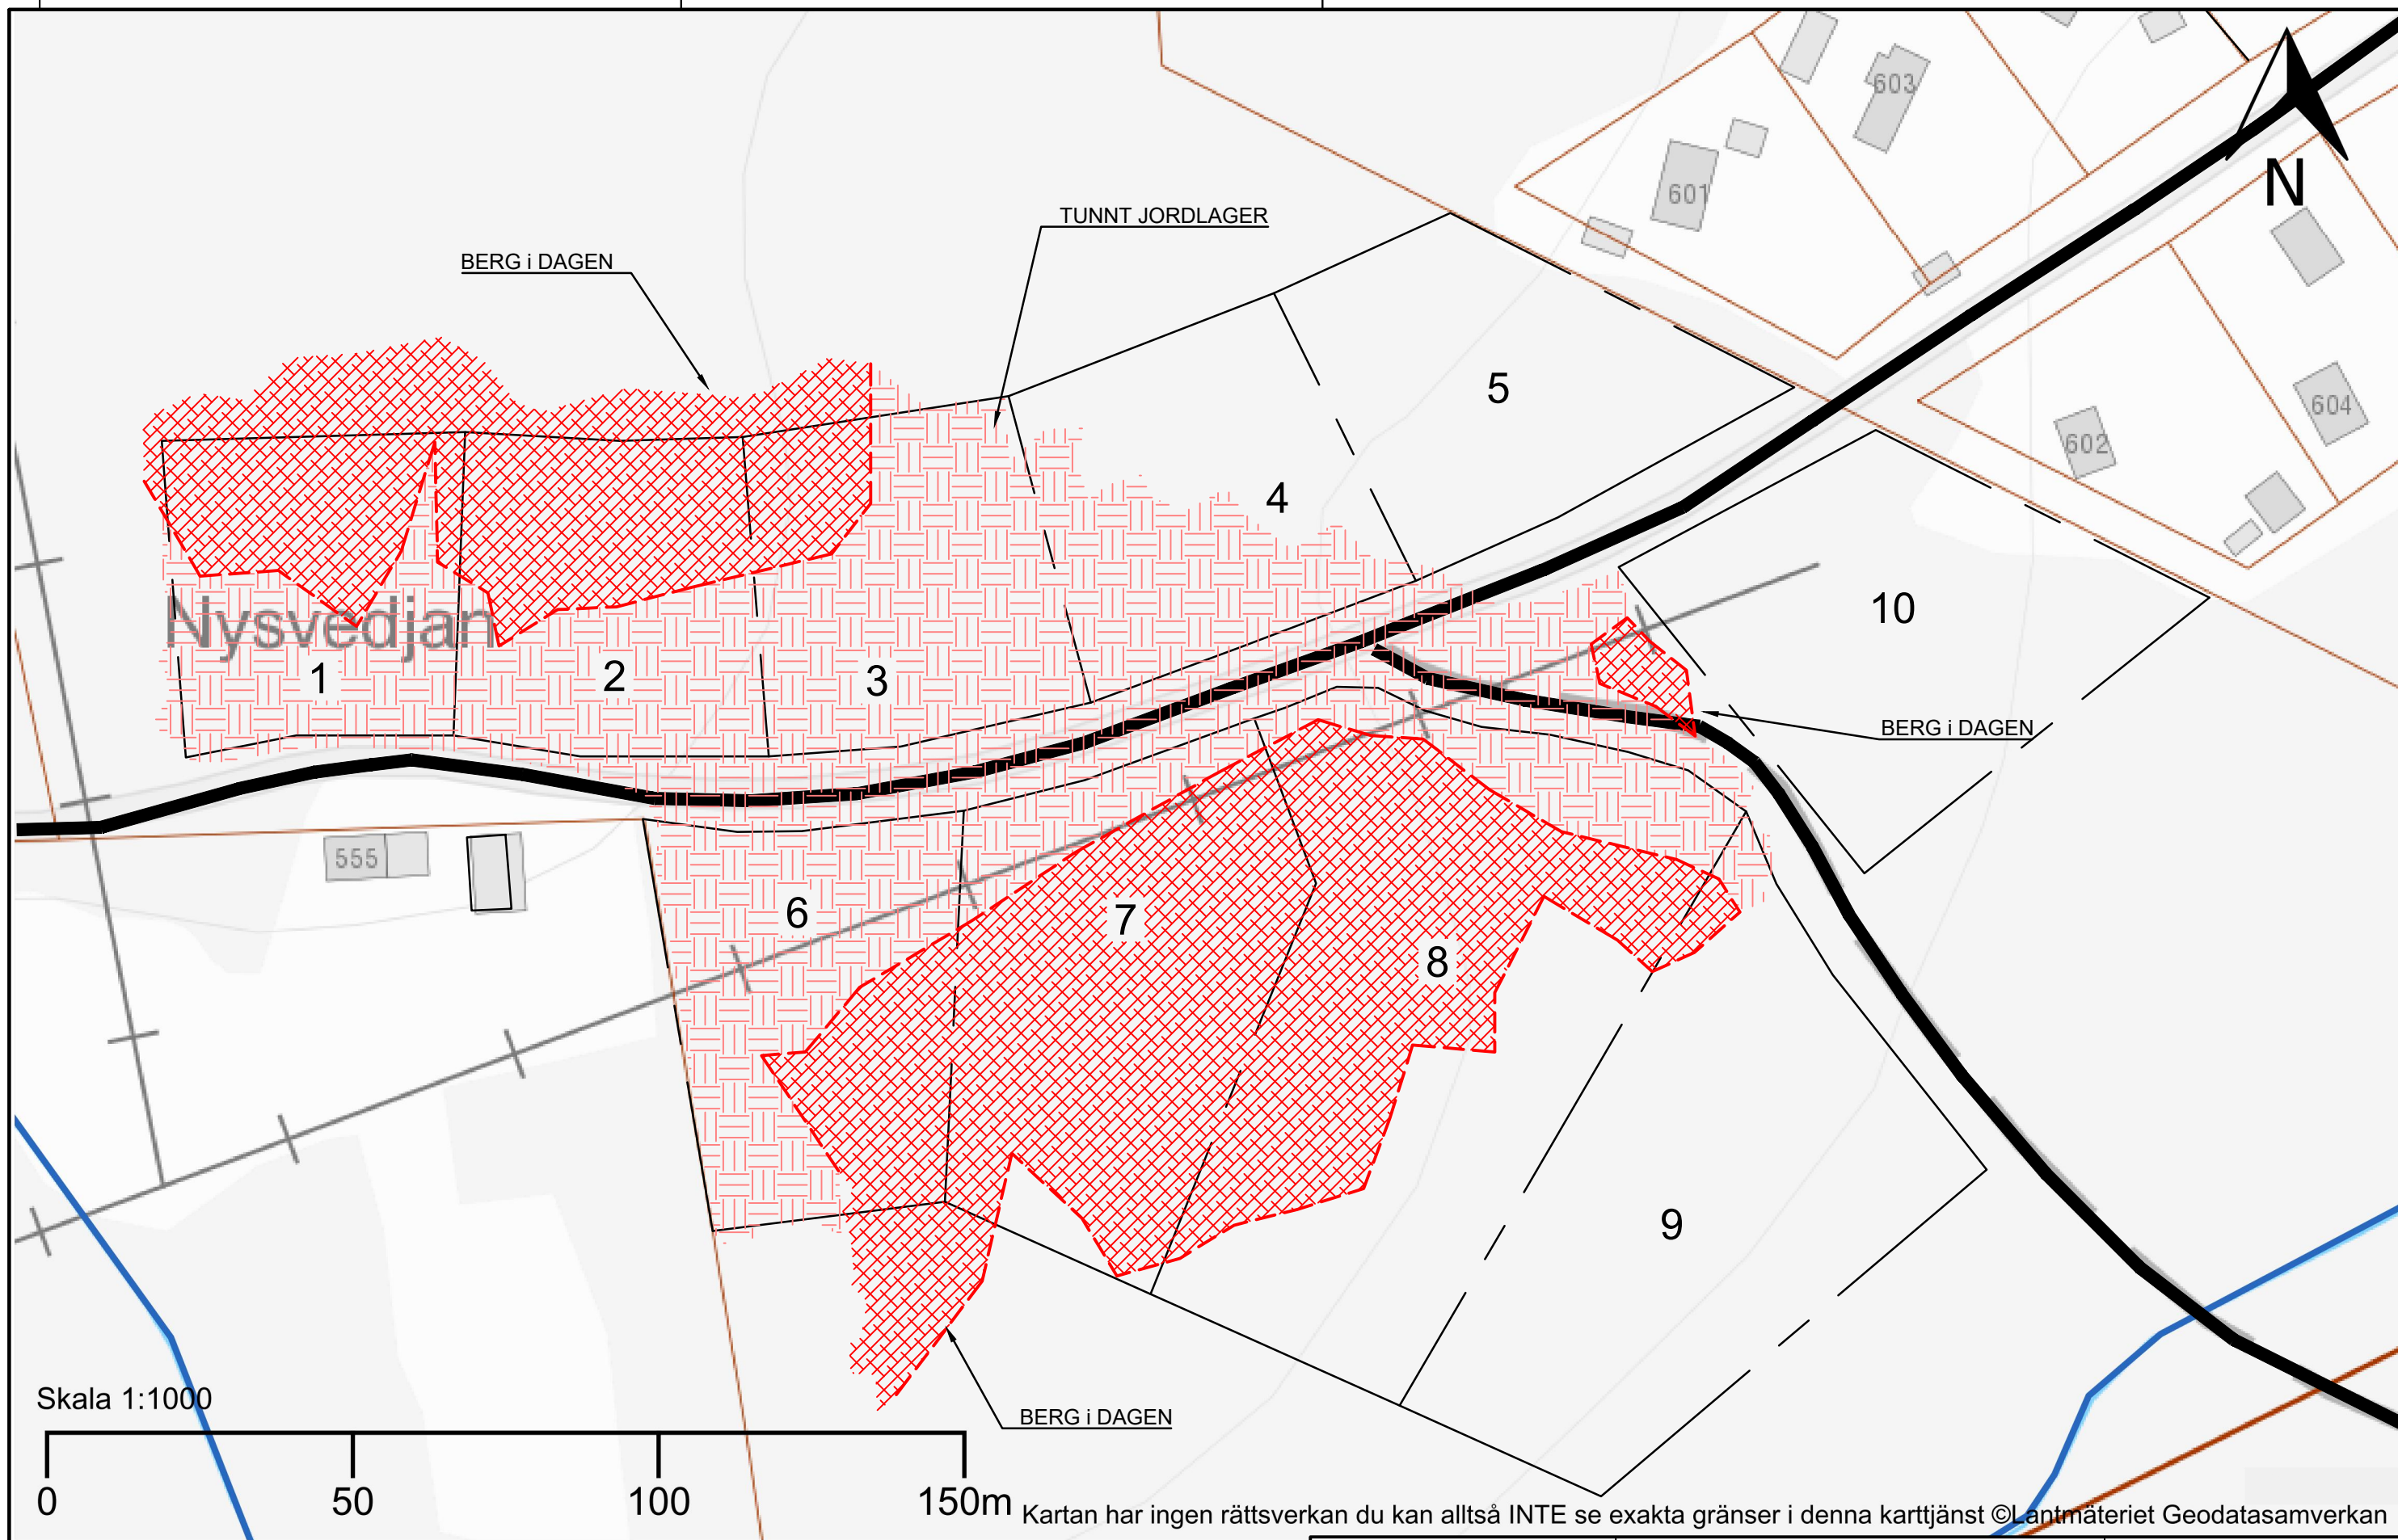 603
601
N
TUNNT JORDLAGER
BERG i DAGEN
5
604
602
4
10
Nysvedjan
1
2
3
BERG i DAGEN
555
6
7
8
9
Skala 1:1000
BERG i DAGEN
0 50 100 150m
Kartan har ingen rättsverkan du kan alltså INTE se exakta gränser i denna karttjänst ©Lantmäteriet Geodatasamverkan